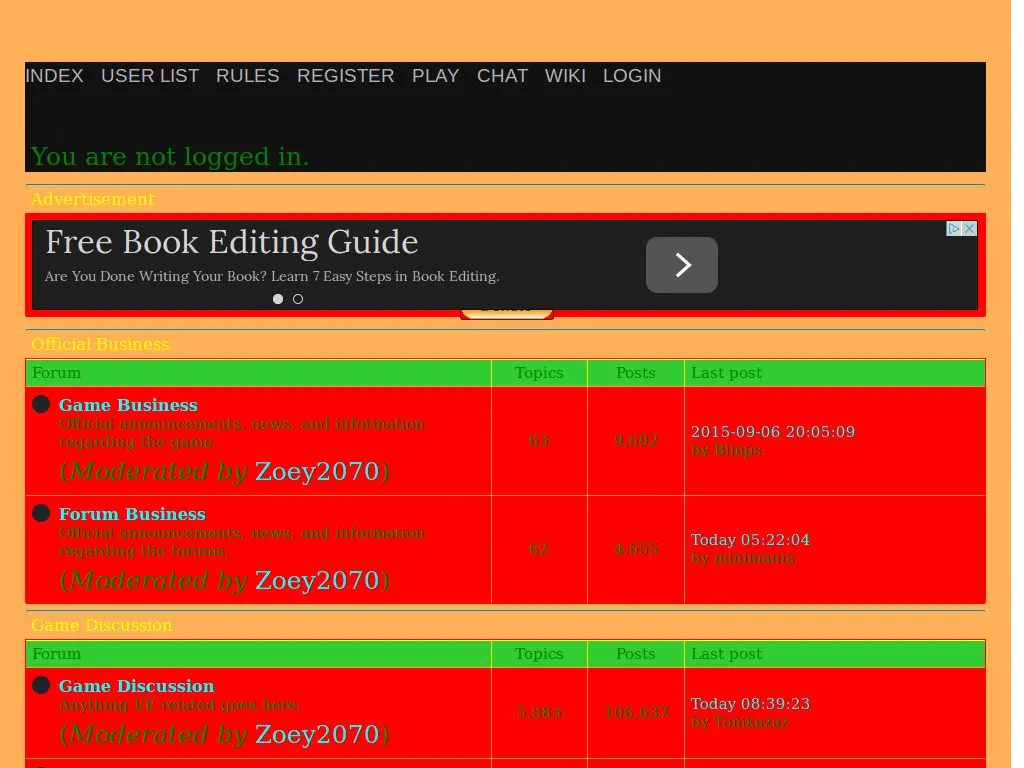 INDEX USER LIST RULES REGISTER PLAY CHAT WIKI LOGIN
You are not logged in.
Advertisement
Free Book Editing Guide
Are You Done Writing Your Book? Learn 7 Easy Steps in Book Editing.
Official Business
Forum Topics Posts Last post
Game Business
Official announcements, news, and information
regarding the game.
(Moderated by Zoey2070)
63 9,692
2015-09-06 20:05:09
by Bimps
Forum Business
Official announcements, news, and information
regarding the forums.
(Moderated by Zoey2070)
62 4,655
Today 05:22:04
by minimania
Game Discussion
Forum Topics Posts Last post
Game Discussion
Anything EE related goes here.
(Moderated by Zoey2070)
5,083 106,637
Today 08:39:23
by Tomkazaz